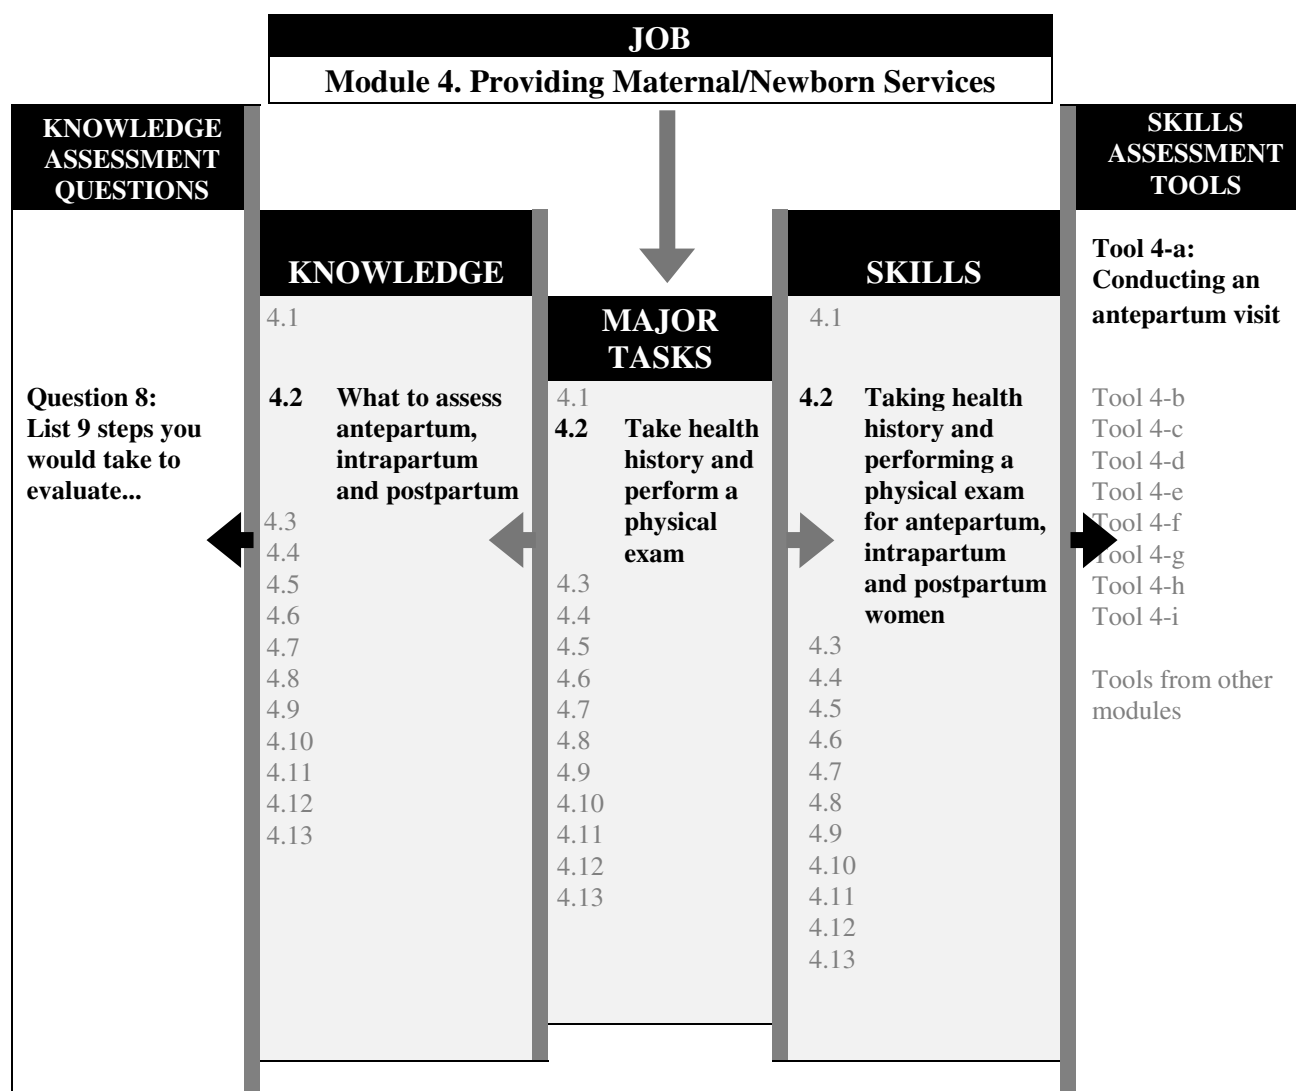 JOB
Module 4. Providing Maternal/Newborn Services
KNOWLEDGE
ASSESSMENT
QUESTIONS
Question 8:
List 9 steps you
would take to
evaluate...
KNOWLEDGE
4.1
4.2 What to assess
antepartum,
intrapartum
and postpartum
4.3
4.4
4.5
4.6
4.7
4.8
4.9
4.10
4.11
4.12
4.13
MAJOR
TASKS
4.1
4.2 Take health
history and
perform a
physical
exam
4.3
4.4
4.5
4.6
4.7
4.8
4.9
4.10
4.11
4.12
4.13
SKILLS
4.1
4.2 Taking health
history and
performing a
physical exam
for antepartum,
intrapartum
and postpartum
women
4.3
4.4
4.5
4.6
4.7
4.8
4.9
4.10
4.11
4.12
4.13
SKILLS
ASSESSMENT
TOOLS
Tool 4-a:
Conducting an
antepartum visit
Tool 4-b
Tool 4-c
Tool 4-d
Tool 4-e
Tool 4-f
Tool 4-g
Tool 4-h
Tool 4-i
Tools from other
modules